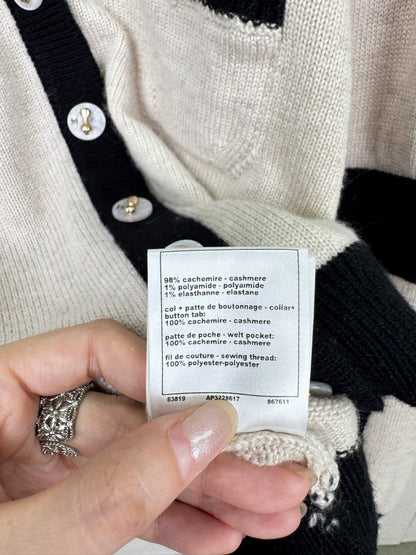 98% cachemire - cashmere
1% polyamide - polyaimide
1% elasthanne - elastane
col + patte de boutonnage - collar+
button tab:
100% cachemire - cashmere
patte de poche - welt pocket:
100% cachemire - cashmere
fil de couture - sewing thread:
100% polyester-polyester
63819 AP3228617 867611